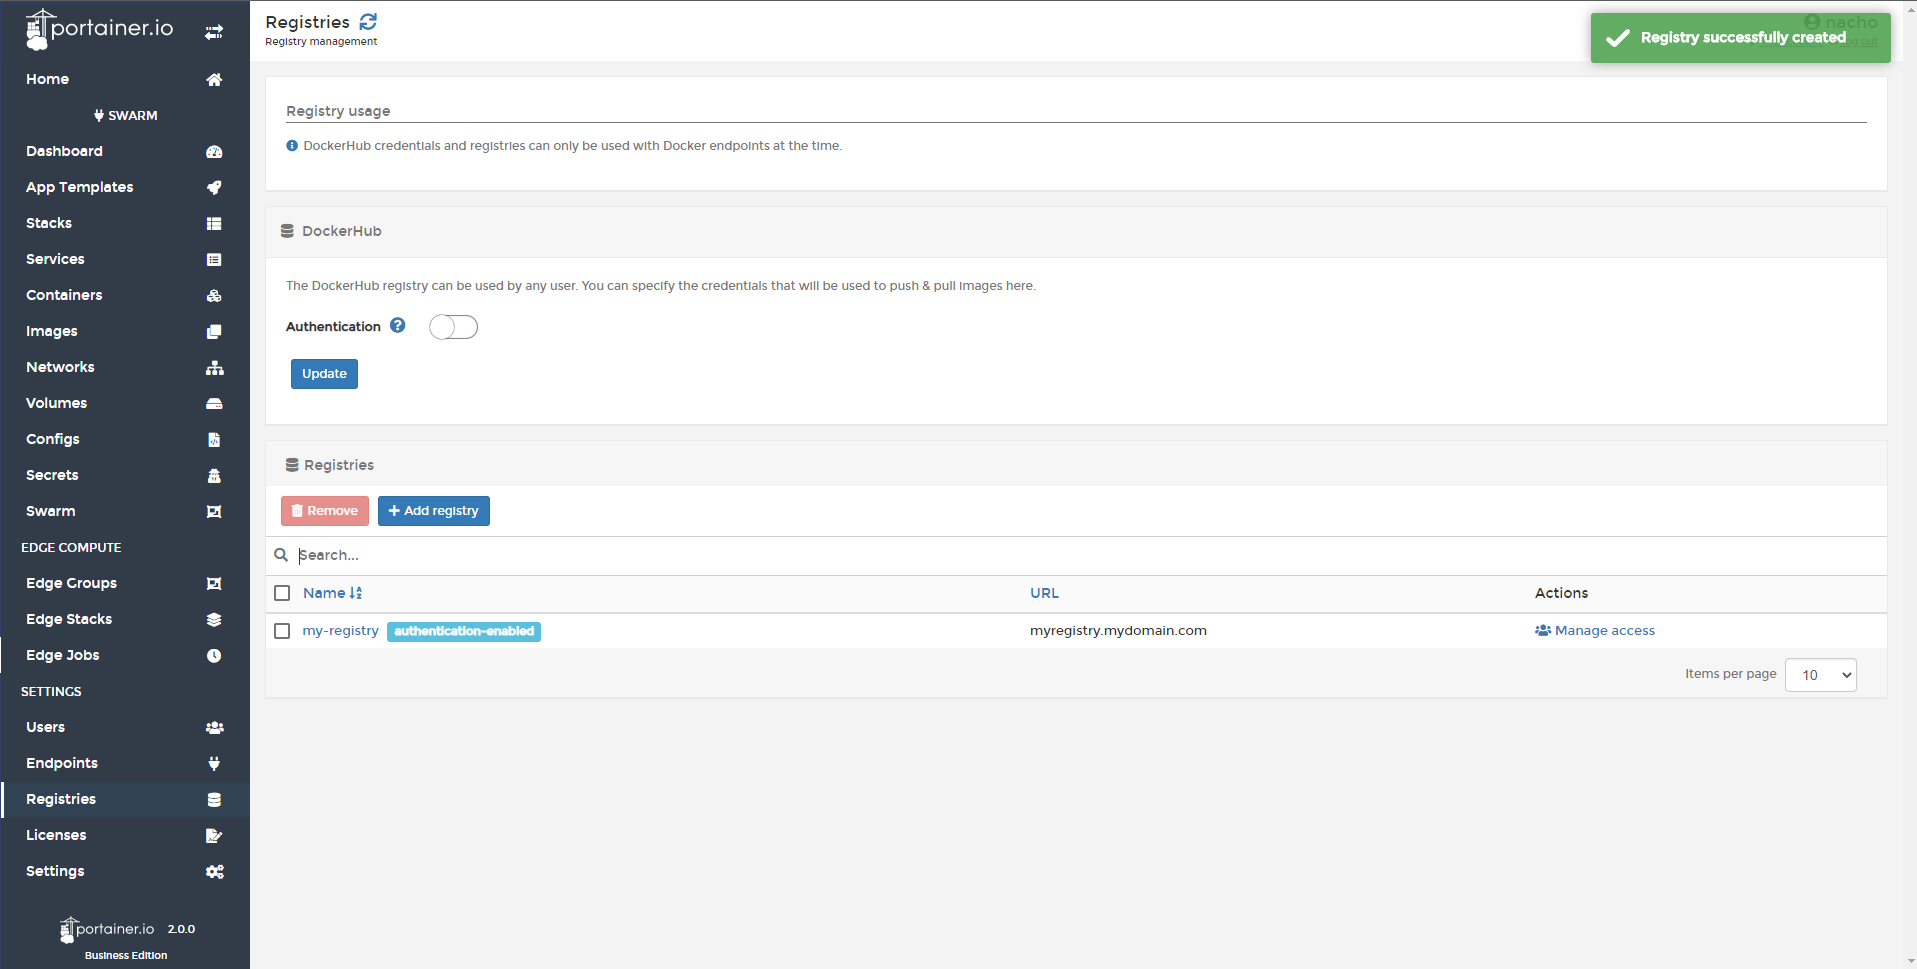 portainer.io
Home
SWARM
Dashboard
App Templates
Stacks
Services
Containers
Images
Networks
Volumes
Configs
Secrets
Swarm
EDGE COMPUTE
Edge Groups
Edge Stacks
Edge Jobs
SETTINGS
Users
Endpoints
Registries
Licenses
Settings
portainer.io 2.0.0
Business Edition
Registries
Registry management
nacho
Registry successfully created
log out
Registry usage
DockerHub credentials and registries can only be used with Docker endpoints at the time.
DockerHub
The DockerHub registry can be used by any user. You can specify the credentials that will be used to push & pull images here.
Authentication
Update
Registries
Remove
Add registry
Search...
Name URL Actions
my-registry authentication-enabled myregistry.mydomain.com Manage access
Items per page 10